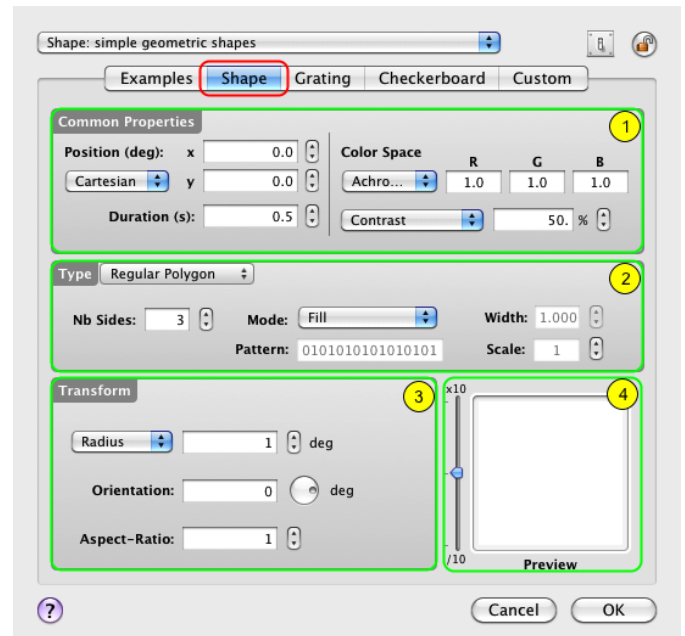 Shape: simple geometric shapes
Examples Shape Grating Checkerboard Custom
Common Properties 1
Position (deg): x 0.0 Color Space R G B
Cartesian y 0.0 Achro... 1.0 1.0 1.0
Duration (s): 0.5 Contrast 50. %
Type Regular Polygon 2
Nb Sides: 3 Mode: Fill Width: 1.000
Pattern: 0101010101010101 Scale: 1
Transform 3 x10 4
Radius 1 deg
Orientation: 0 deg
Aspect-Ratio: 1
/10 Preview
? Cancel OK